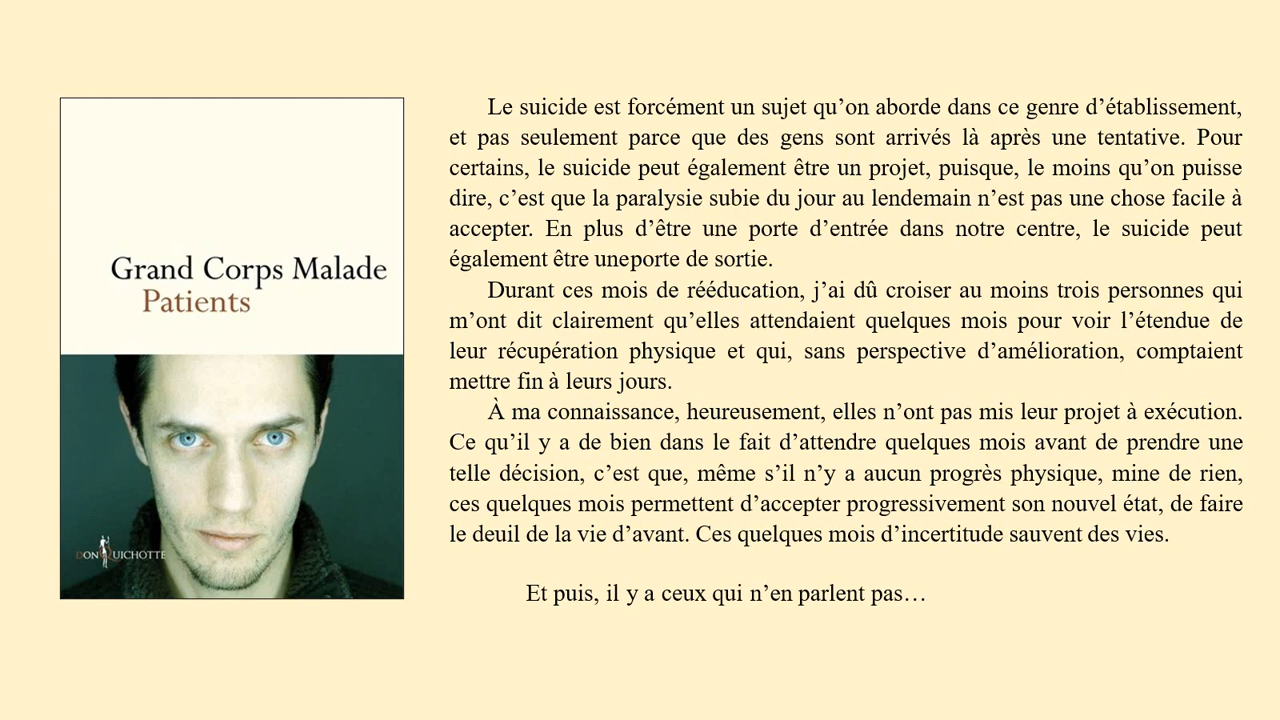 Grand Corps Malade
Patients
DON QUICHOTTE
Le suicide est forcément un sujet qu’on aborde dans ce genre d’établissement,
et pas seulement parce que des gens sont arrivés là après une tentative. Pour
certains, le suicide peut également être un projet, puisque, le moins qu’on puisse
dire, c’est que la paralysie subie du jour au lendemain n’est pas une chose facile à
accepter. En plus d’être une porte d’entrée dans notre centre, le suicide peut
également être uneporte de sortie.
Durant ces mois de rééducation, j’ai dû croiser au moins trois personnes qui
m’ont dit clairement qu’elles attendaient quelques mois pour voir l’étendue de
leur récupération physique et qui, sans perspective d’amélioration, comptaient
mettre fin à leurs jours.
À ma connaissance, heureusement, elles n’ont pas mis leur projet à exécution.
Ce qu’il y a de bien dans le fait d’attendre quelques mois avant de prendre une
telle décision, c’est que, même s’il n’y a aucun progrès physique, mine de rien,
ces quelques mois permettent d’accepter progressivement son nouvel état, de faire
le deuil de la vie d’avant. Ces quelques mois d’incertitude sauvent des vies.
Et puis, il y a ceux qui n’en parlent pas…